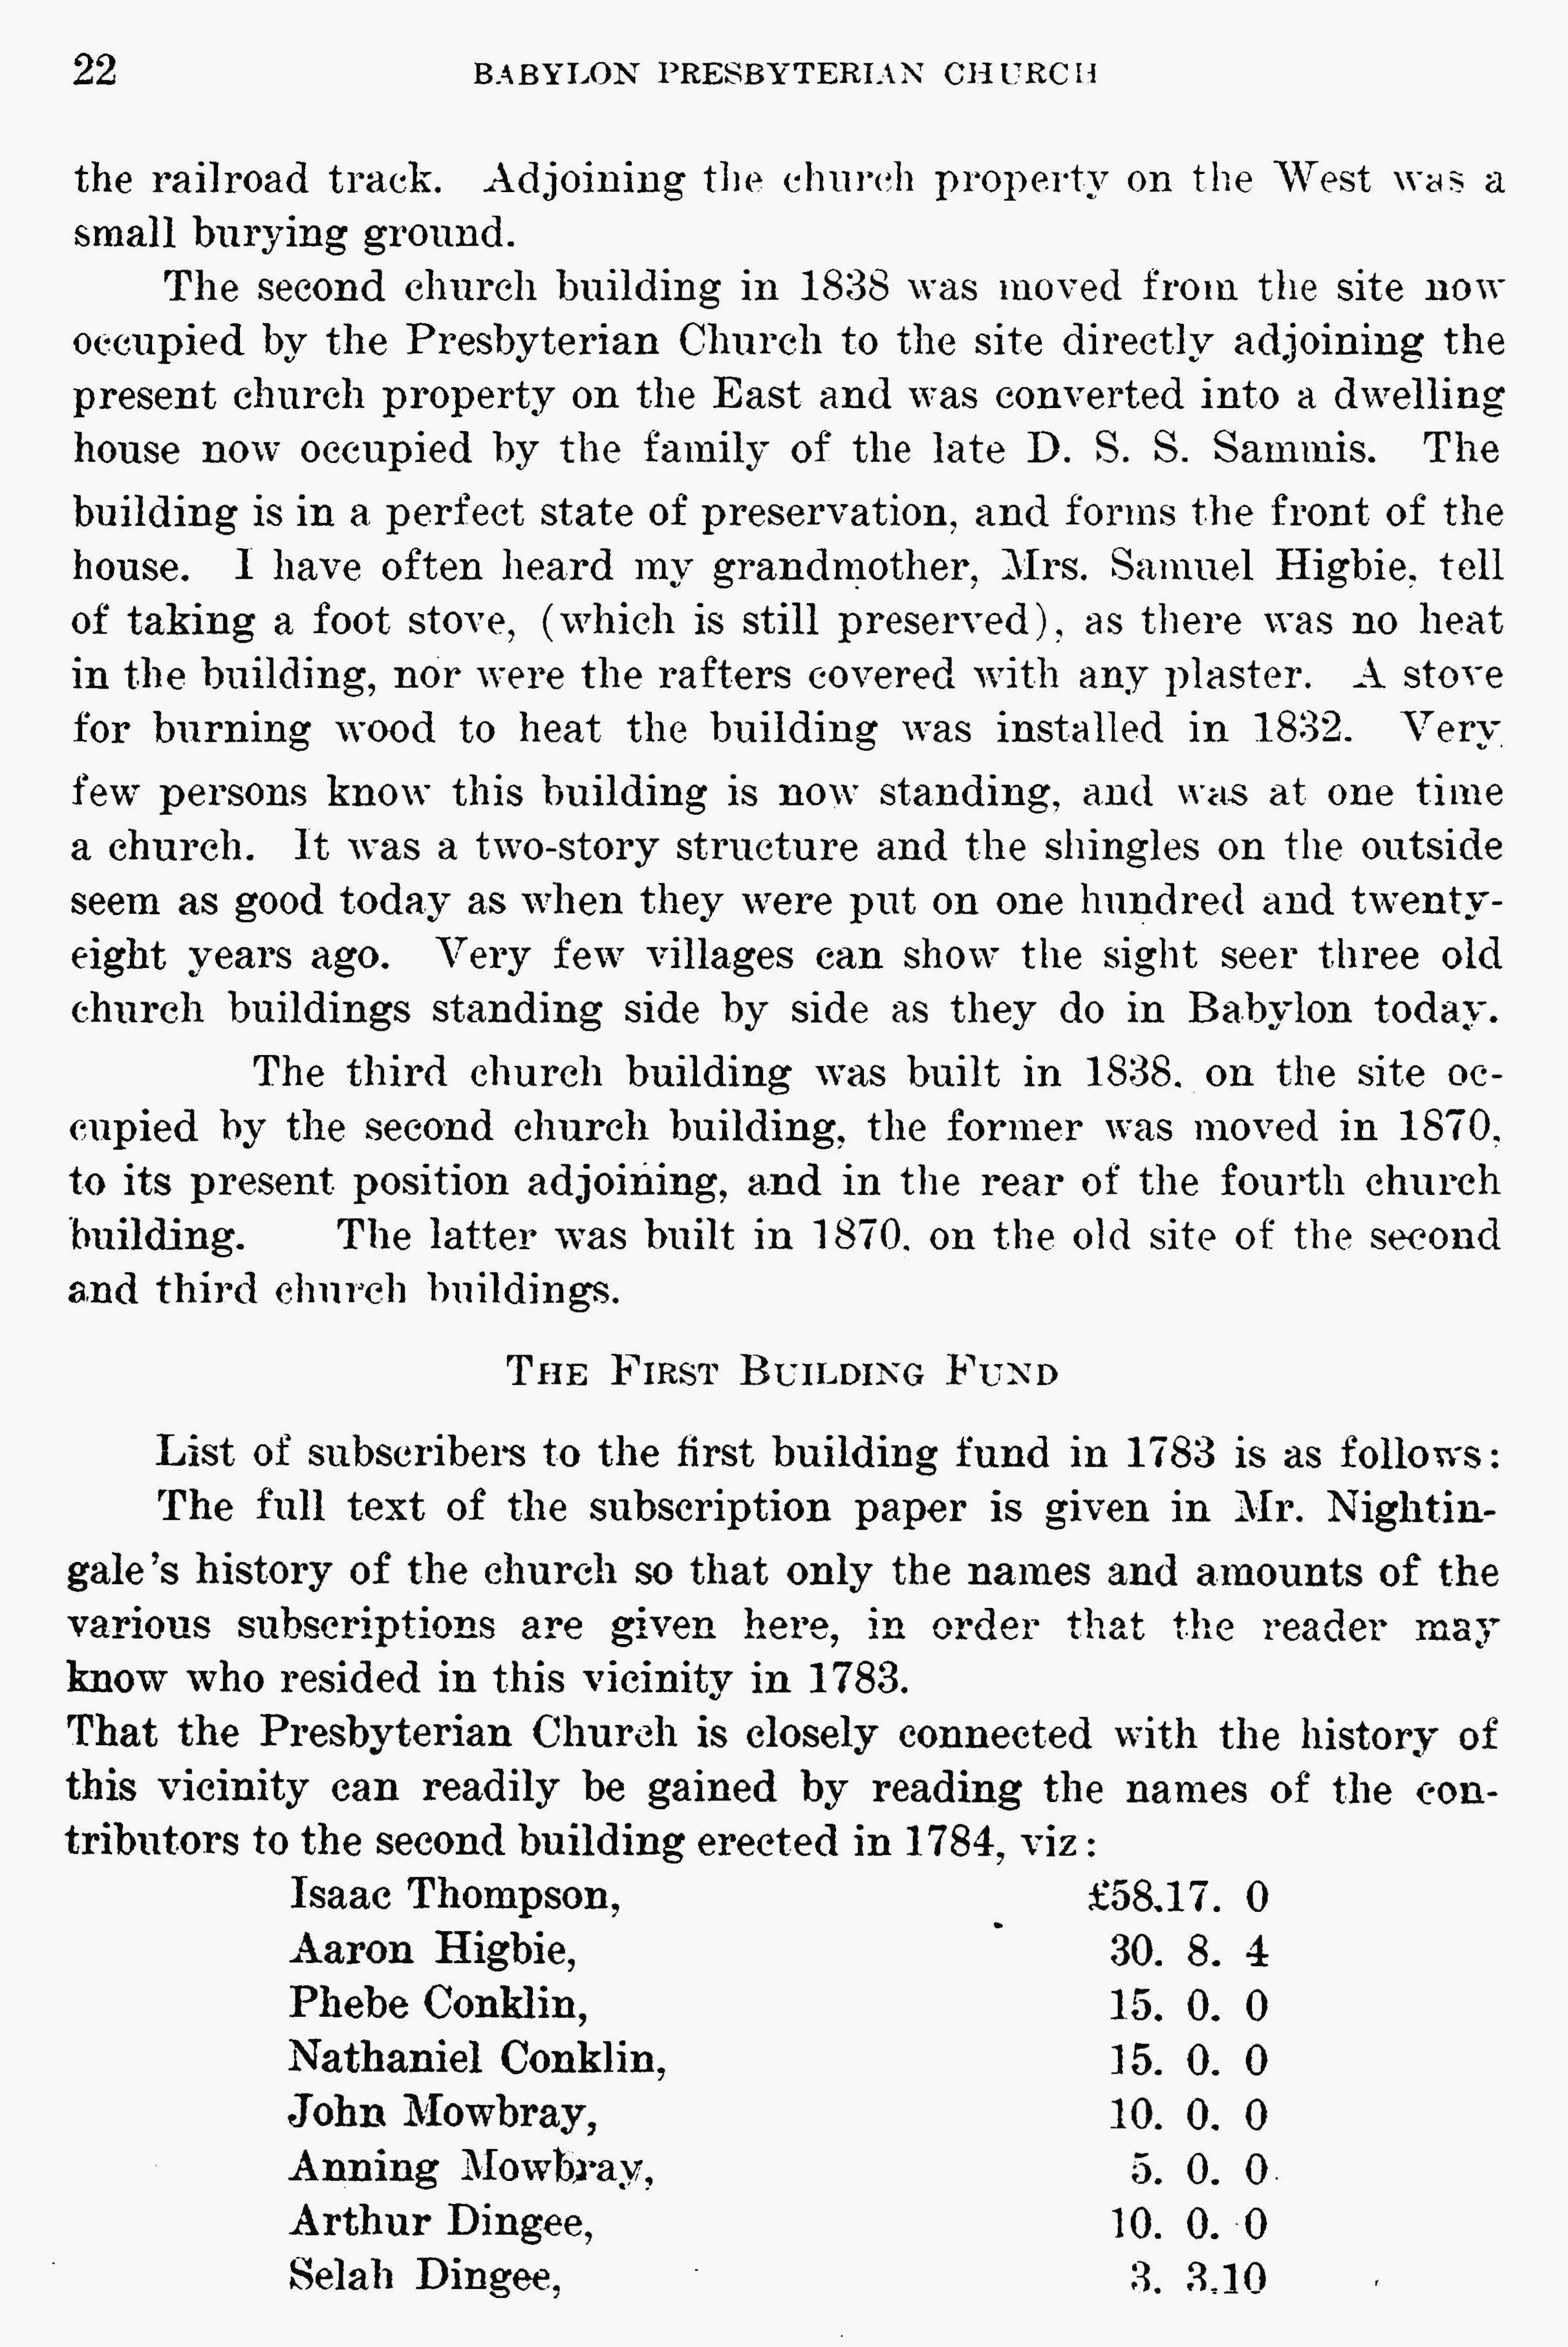 22 BABYLON PRESBYTERIAN CHURCH
the railroad track. Adjoining the church property on the West was a
small burying ground.
The second church building in 1838 was moved from the site now
occupied by the Presbyterian Church to the site directly adjoining the
present church property on the East and was converted into a dwelling
house now occupied by the family of the late D. S. S. Sammis. The
building is in a perfect state of preservation, and forms the front of the
house. I have often heard my grandmother, Mrs. Samuel Higbie, tell
of taking a foot stove, (which is still preserved), as there was no heat
in the building, nor were the rafters covered with any plaster. A stove
for burning wood to heat the building was installed in 1832. Very
few persons know this building is now standing, and was at one time
a church. It was a two-story structure and the shingles on the outside
seem as good today as when they were put on one hundred and twenty-
eight years ago. Very few villages can show the sight seer three old
church buildings standing side by side as they do in Babylon today.
The third church building was built in 1838, on the site oc-
cupied by the second church building, the former was moved in 1870,
to its present position adjoining, and in the rear of the fourth church
building. The latter was built in 1870, on the old site of the second
and third church buildings.
THE FIRST BUILDING FUND
List of subscribers to the first building fund in 1783 is as follows:
The full text of the subscription paper is given in Mr. Nightin-
gale's history of the church so that only the names and amounts of the
various subscriptions are given here, in order that the reader may
know who resided in this vicinity in 1783.
That the Presbyterian Church is closely connected with the history of
this vicinity can readily be gained by reading the names of the con-
tributors to the second building erected in 1784, viz:
Isaac Thompson, £58.17. 0
Aaron Higbie, 30. 8. 4
Phebe Conklin, 15. 0. 0
Nathaniel Conklin, 15. 0. 0
John Mowbray, 10. 0. 0
Anning Mowbray, 5. 0. 0
Arthur Dingee, 10. 0. 0
Selah Dingee, 3. 3.10